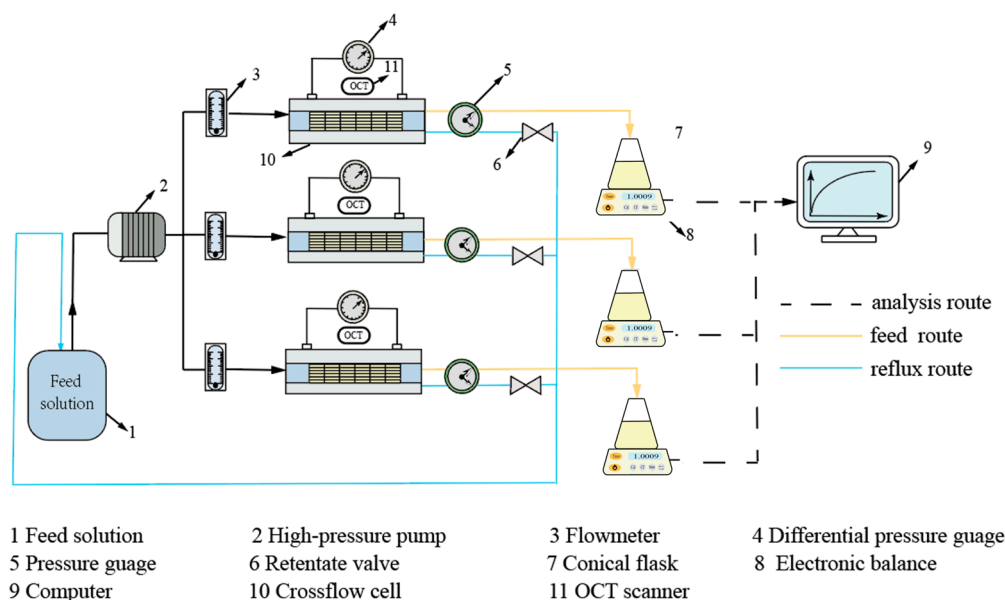 4
11
OCT
3
5
7
9
10
6
1.0009
2
OCT
8
1.0009
analysis route
feed route
OCT
reflux route
Feed
solution
1
1.0009
1 Feed solution 2 High-pressure pump 3 Flowmeter 4 Differential pressure guage
5 Pressure guage 6 Retentate valve 7 Conical flask 8 Electronic balance
9 Computer 10 Crossflow cell 11 OCT scanner